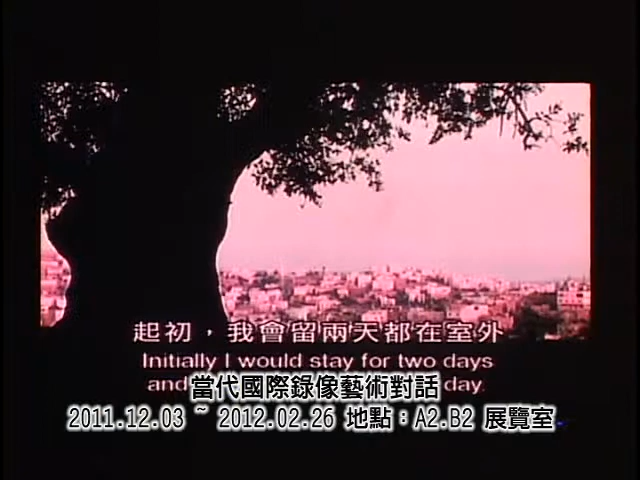 起初，我會留兩天都在室外
Initially I would stay for two days
and day.
當代國際錄像藝術對話
2011.12.03 ~ 2012.02.26 地點：A2.B2 展覽室